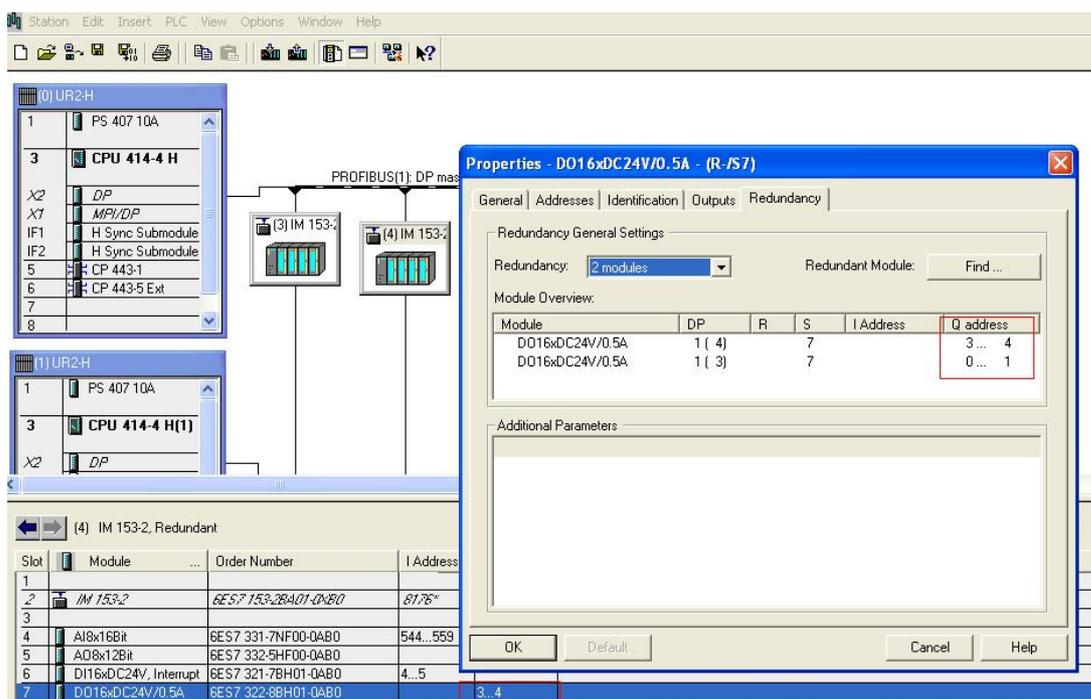 Station Edit Insert PLC View Options Window Help
(0) UR2-H
1 PS 407 10A
3 CPU 414-4 H
X2 DP
X1 MPI/DP
IF1 H Sync Submodule
IF2 H Sync Submodule
5 CP 443-1
6 CP 443-5 Ext
7
8
PROFIBUS(1): DP mas
(3) IM 153-2
(4) IM 153-2
(1) UR2-H
1 PS 407 10A
3 CPU 414-4 H(1)
X2 DP
Properties - DO16xDC24V/0.5A - (R-/S7)
General Addresses Identification Outputs Redundancy
Redundancy General Settings
Redundancy: 2 modules Redundant Module: Find ...
Module Overview:
Module DP R S I Address Q address
DO16xDC24V/0.5A 1 ( 4) 7 3... 4
DO16xDC24V/0.5A 1 ( 3) 7 0... 1
Additional Parameters
OK Default Cancel Help
(4) IM 153-2, Redundant
Slot Module ... Order Number I Address
1
2 IM 153-2 6ES7 153-2BA01-0XB0 8176*
3
4 AI8x16Bit 6ES7 331-7NF00-0AB0 544...559
5 AO8x12Bit 6ES7 332-5HF00-0AB0
6 DI16xDC24V, Interrupt 6ES7 321-7BH01-0AB0 4...5
7 DO16xDC24V/0.5A 6ES7 322-8BH01-0AB0 3...4